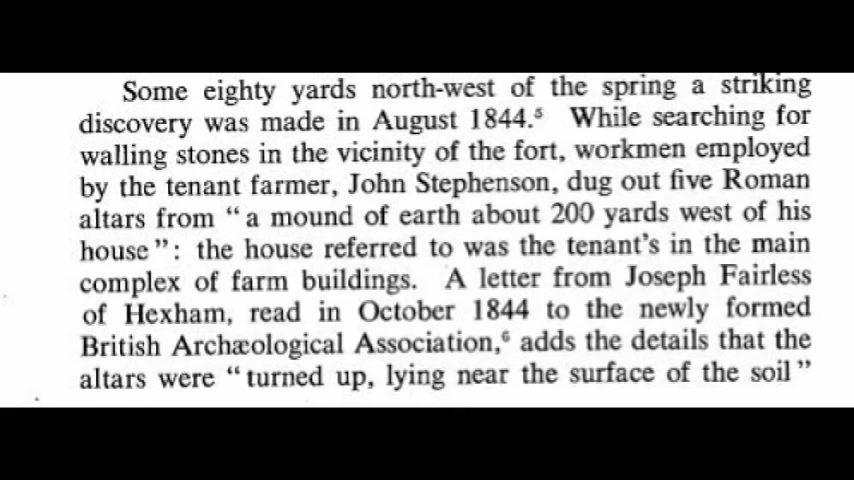 Some eighty yards north-west of the spring a striking
discovery was made in August 1844.⁵ While searching for
walling stones in the vicinity of the fort, workmen employed
by the tenant farmer, John Stephenson, dug out five Roman
altars from “ a mound of earth about 200 yards west of his
house ” : the house referred to was the tenant’s in the main
complex of farm buildings. A letter from Joseph Fairless
of Hexham, read in October 1844 to the newly formed
British Archæological Association,⁶ adds the details that the
altars were “ turned up, lying near the surface of the soil ”